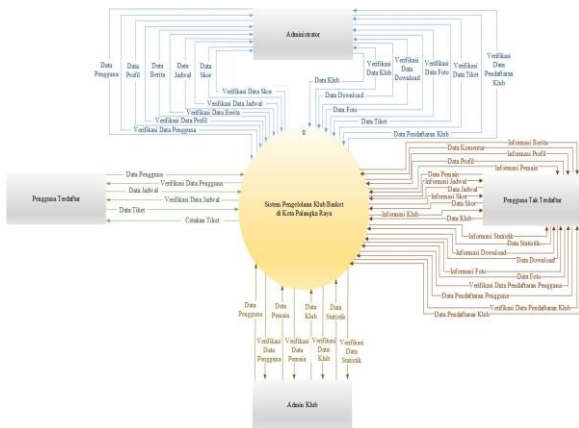 Administrator
Data
Pengguna
Data
Profil
Data
Berita
Data
Jadwal
Data
Skor
Verifikasi Data Skor
Verifikasi Data Jadwal
Verifikasi Data Berita
Verifikasi Data Profil
Verifikasi Data Pengguna
Data Klub
Data Download
Data Foto
Data Tiket
Data Pendaftaran Klub
Verifikasi
Data Klub
Verifikasi
Data
Download
Verifikasi
Data Foto
Verifikasi
Data Tiket
Verifikasi
Data
Pendaftaran
Klub
0
Sistem Pengelolaan Klub Basket
di Kota Palangka Raya
Pengguna Terdaftar
Data Pengguna
Verifikasi Data Pengguna
Data Jadwal
Verifikasi Data Jadwal
Data Tiket
Cetakan Tiket
Pengguna Tak Terdaftar
Informasi Berita
Data Komentar
Informasi Profil
Data Profil
Informasi Pemain
Data Pemain
Informasi Jadwal
Data Jadwal
Informasi Skor
Data Skor
Informasi Klub
Data Klub
Informasi Statistik
Data Statistik
Informasi Download
Data Download
Informasi Foto
Data Foto
Verifikasi Data Pendaftaran Pengguna
Data Pendaftaran Pengguna
Verifikasi Data Pendaftaran Klub
Data Pendaftaran Klub
Data
Pengguna
Data
Pemain
Data
Klub
Data
Statistik
Verifikasi
Data
Pengguna
Verifikasi
Data
Pemain
Verifikasi
Data
Klub
Verifikasi
Data
Statistik
Admin Klub